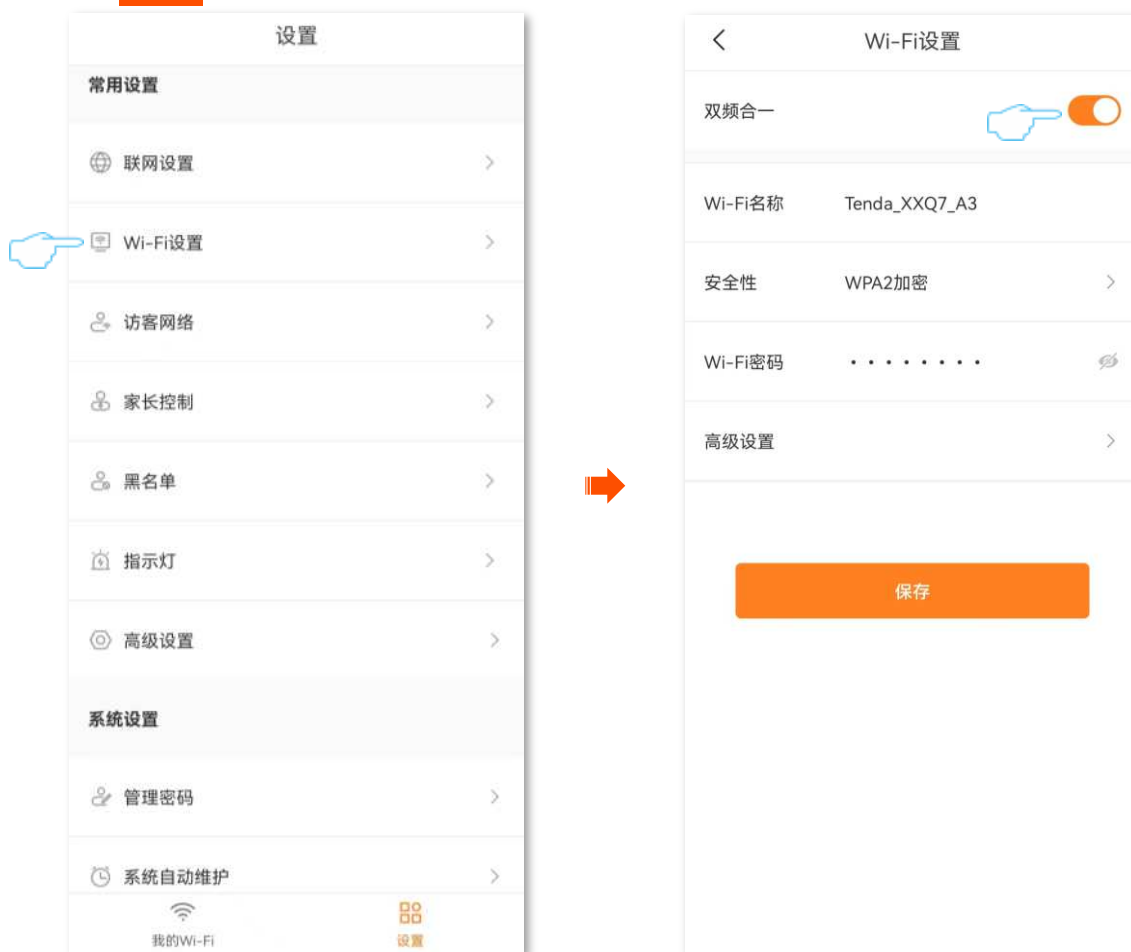 设置
常用设置
联网设置
Wi-Fi设置
访客网络
家长控制
黑名单
指示灯
高级设置
系统设置
管理密码
系统自动维护
我的Wi-Fi
设置
Wi-Fi设置
双频合一
Wi-Fi名称 Tenda_XXQ7_A3
安全性 WPA2加密
Wi-Fi密码 ········
高级设置
保存